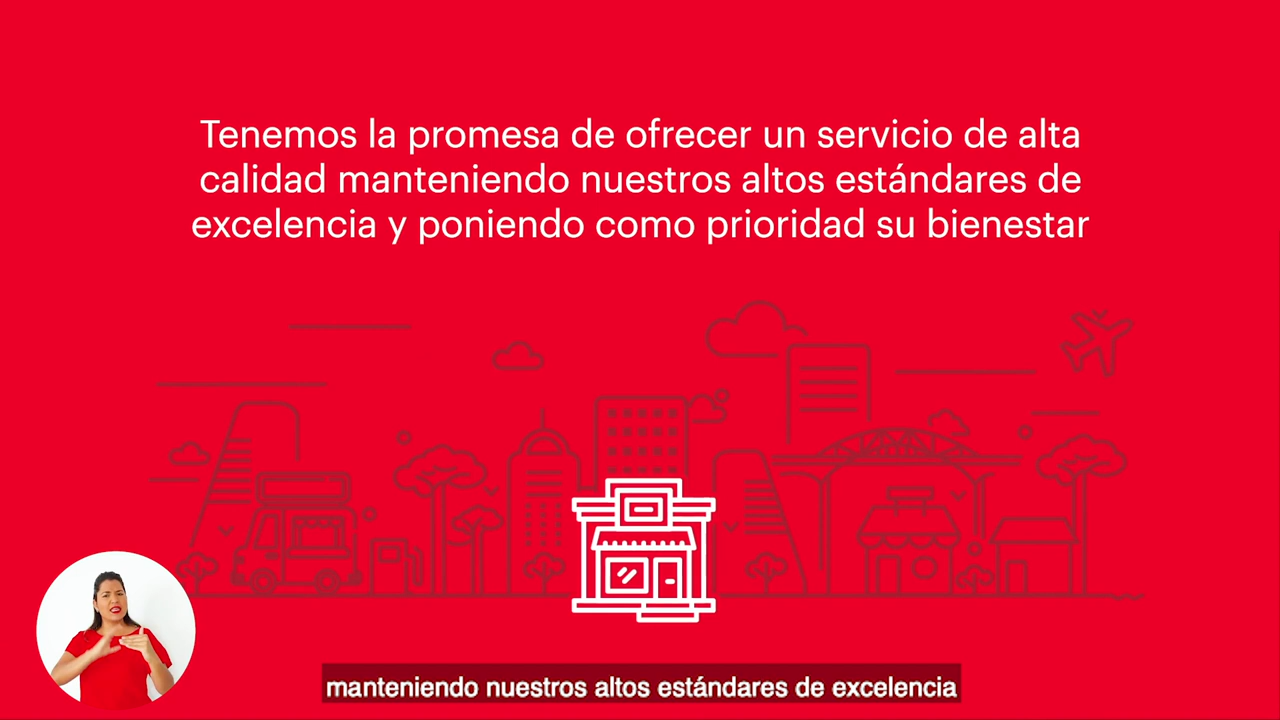 Tenemos la promesa de ofrecer un servicio de alta
calidad manteniendo nuestros altos estándares de
excelencia y poniendo como prioridad su bienestar
manteniendo nuestros altos estándares de excelencia